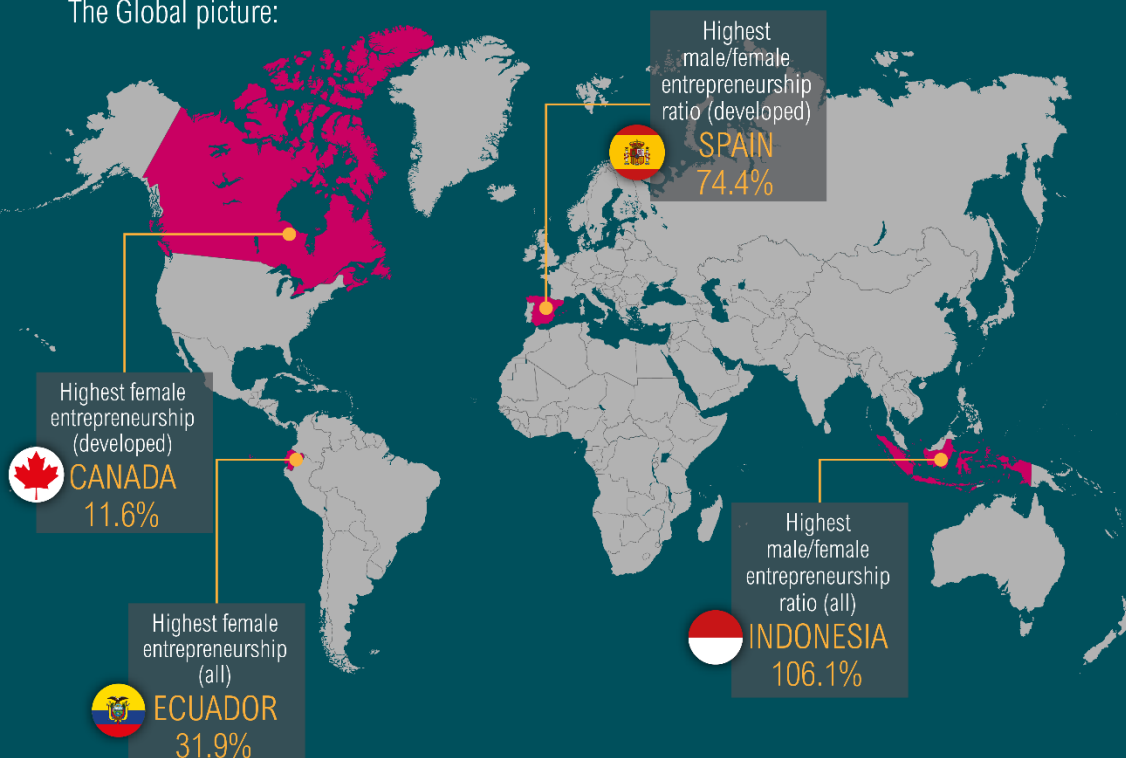 The Global picture:
Highest
male/female
entrepreneurship
ratio (developed)
SPAIN
74.4%
Highest female
entrepreneurship
(developed)
CANADA
11.6%
Highest
male/female
entrepreneurship
ratio (all)
INDONESIA
106.1%
Highest female
entrepreneurship
(all)
ECUADOR
31.9%